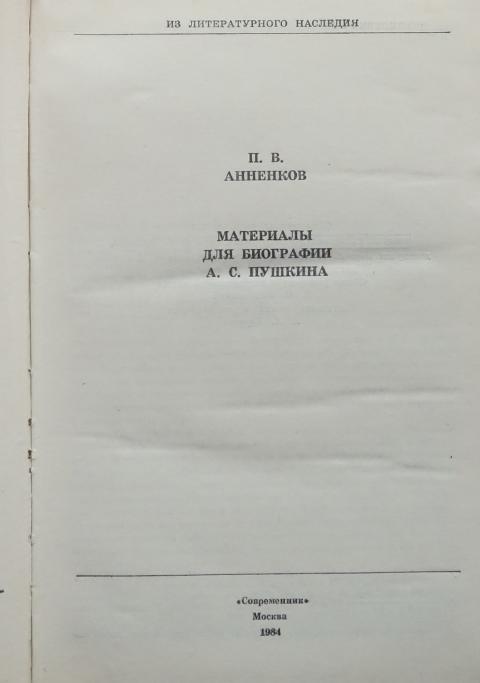 ИЗ ЛИТЕРАТУРНОГО НАСЛЕДИЯ
П. В.
АННЕНКОВ
МАТЕРИАЛЫ
ДЛЯ БИОГРАФИИ
А. С. ПУШКИНА
«Современник»
Москва
1984